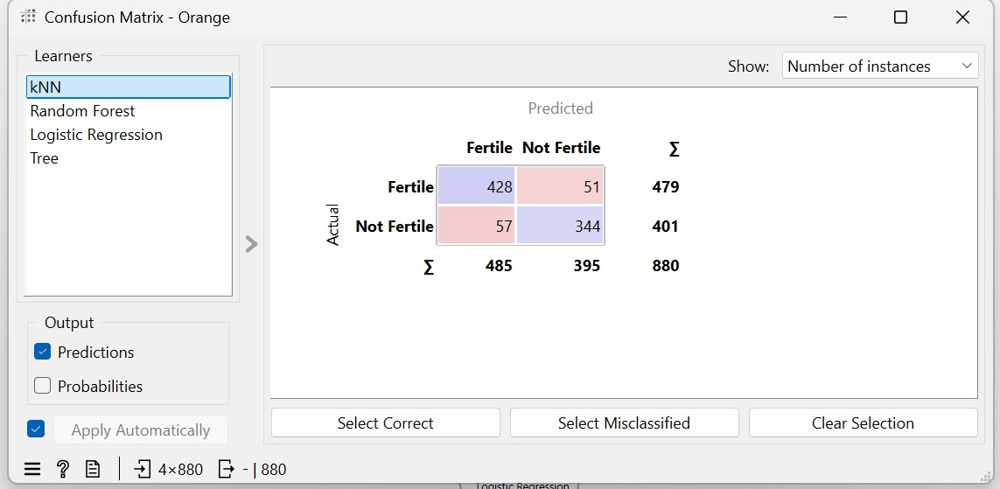 Confusion Matrix - Orange
Learners
kNN
Random Forest
Logistic Regression
Tree
Output
Predictions
Probabilities
Apply Automatically
Show: Number of instances
Predicted
Fertile Not Fertile Σ
Actual
Fertile 428 51 479
Not Fertile 57 344 401
Σ 485 395 880
Select Correct Select Misclassified Clear Selection
? 4×880 - | 880
Logistic Regression